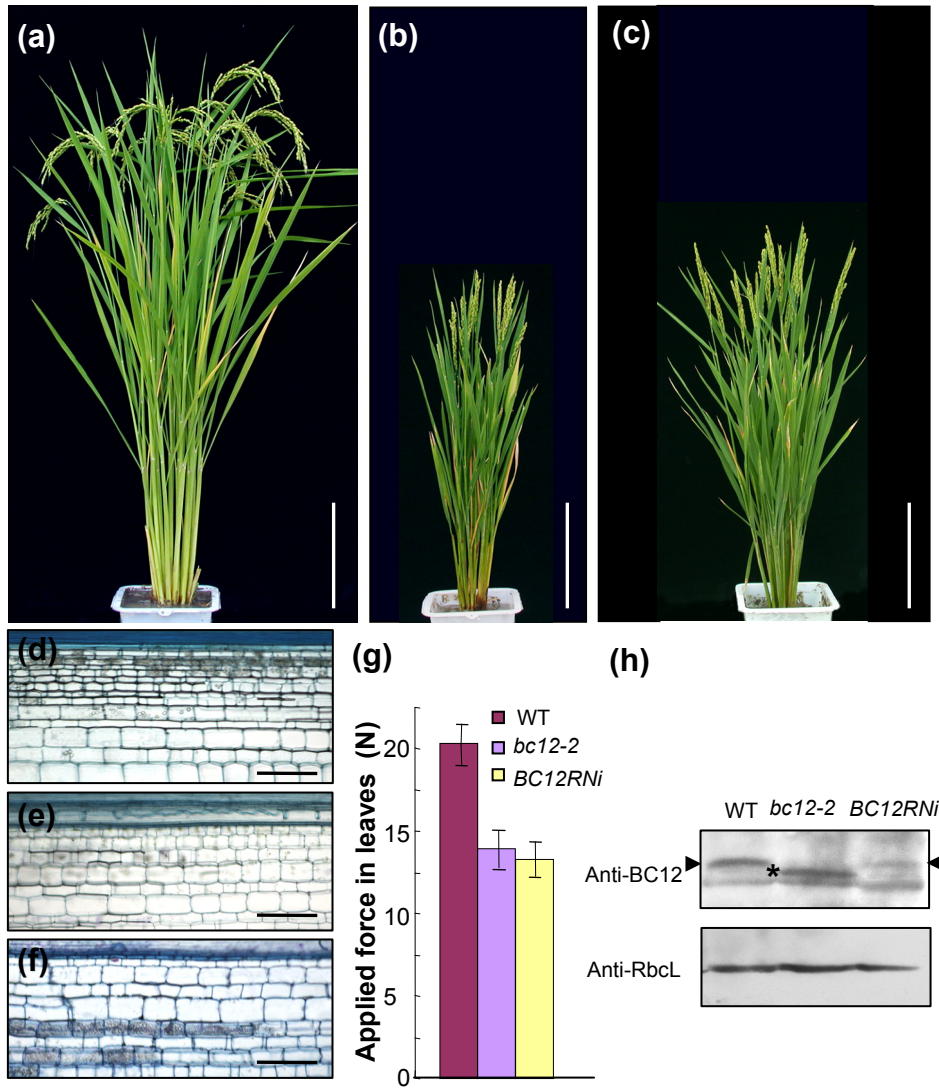 (a)
(b)
(c)
(d)
(e)
(f)
(g)
Applied force in leaves (N)
20
15
10
5
0
WT
bc12-2
BC12RNi
(h)
WT bc12-2 BC12RNi
Anti-BC12
*
Anti-RbcL